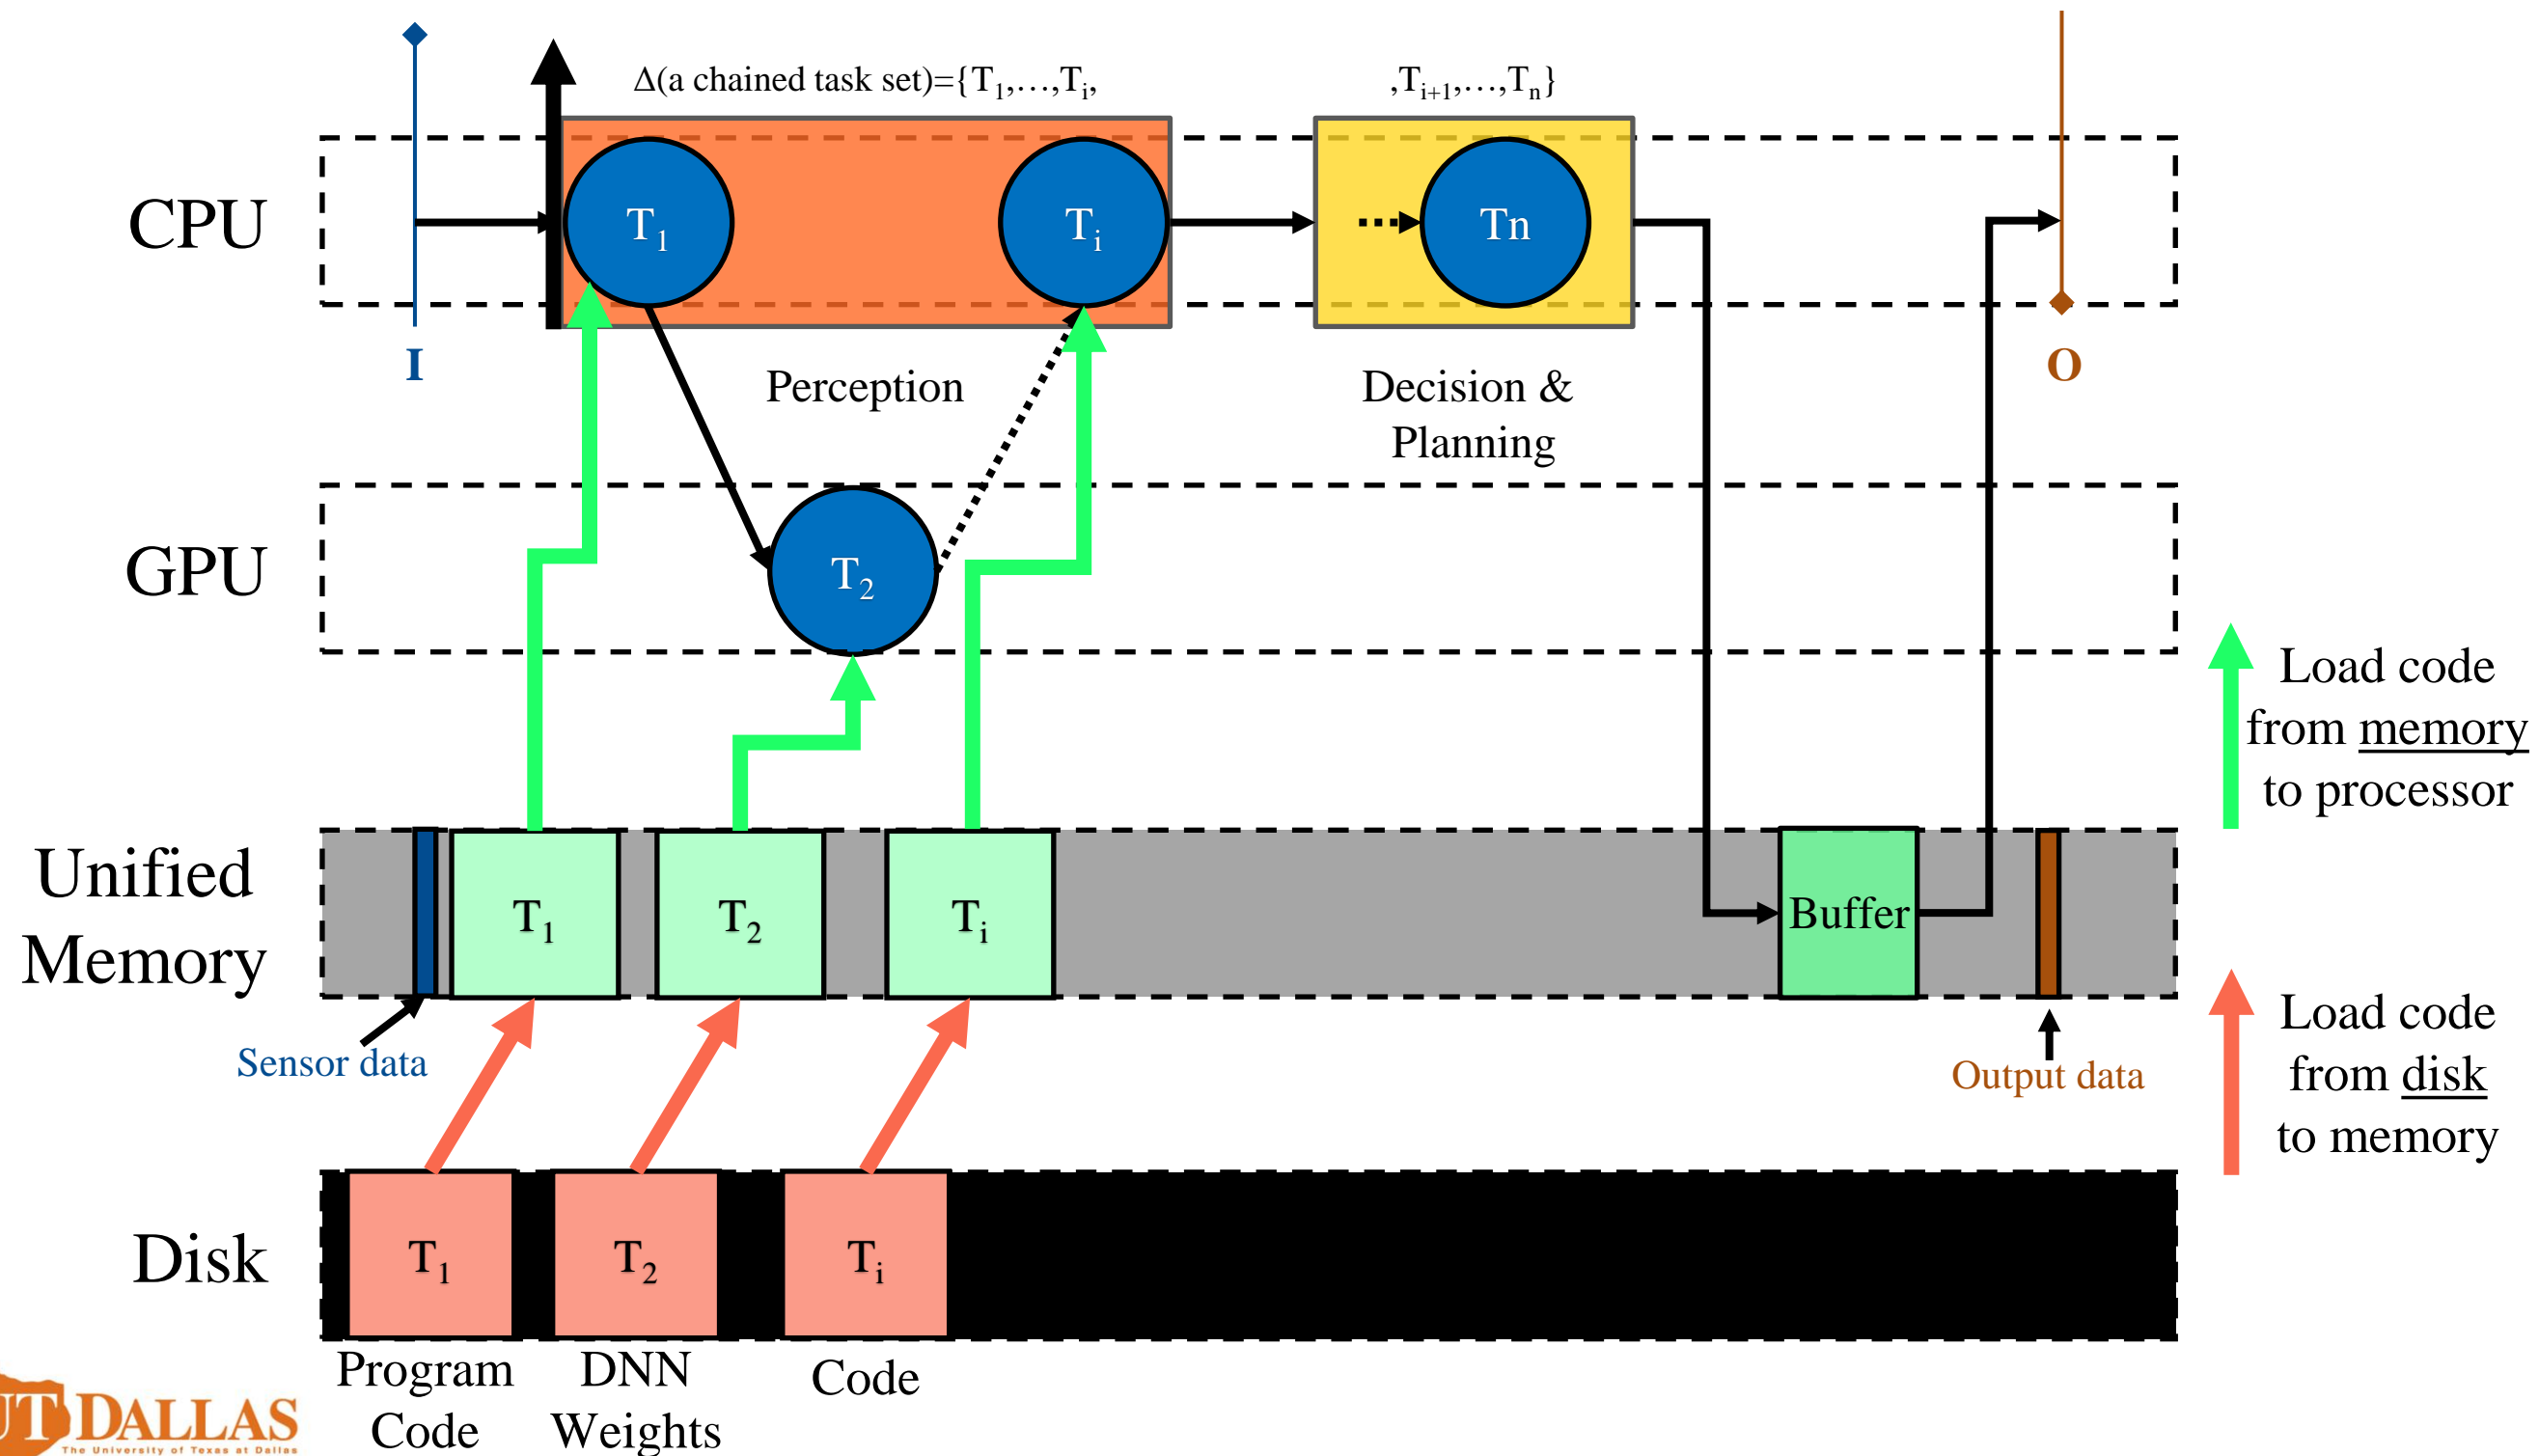 Δ(a chained task set)={T₁,…,Tᵢ,
,Tᵢ₊₁,…,Tₙ}
CPU
T₁
Tᵢ
Tn
I
O
Perception
Decision &
Planning
GPU
T₂
Load code
from memory
to processor
Unified
Memory
T₁
T₂
Tᵢ
Buffer
Sensor data
Output data
Load code
from disk
to memory
Disk
T₁
T₂
Tᵢ
Program
Code
DNN
Weights
Code
UT DALLAS
The University of Texas at Dallas